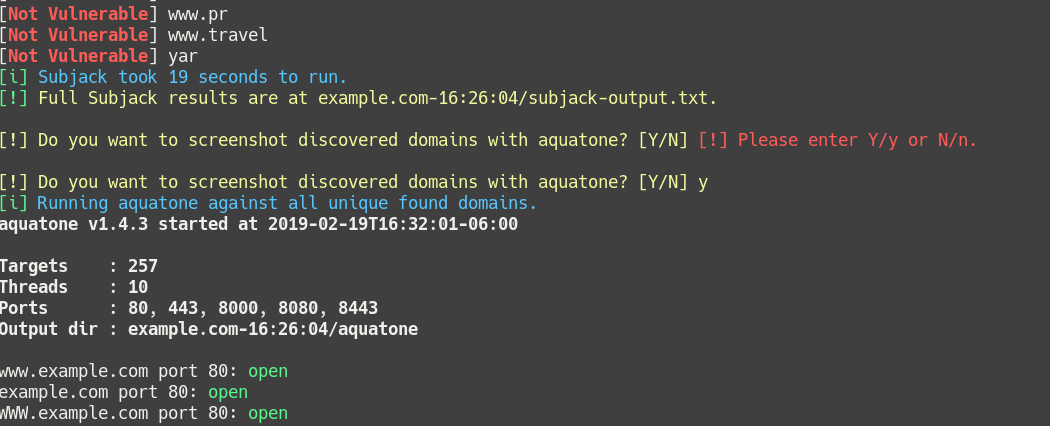 [Not Vulnerable] www.pr
[Not Vulnerable] www.travel
[Not Vulnerable] yar
[i] Subjack took 19 seconds to run.
[!] Full Subjack results are at example.com-16:26:04/subjack-output.txt.
[!] Do you want to screenshot discovered domains with aquatone? [Y/N] [!] Please enter Y/y or N/n.
[!] Do you want to screenshot discovered domains with aquatone? [Y/N] y
[i] Running aquatone against all unique found domains.
aquatone v1.4.3 started at 2019-02-19T16:32:01-06:00
Targets    : 257
Threads    : 10
Ports      : 80, 443, 8000, 8080, 8443
Output dir : example.com-16:26:04/aquatone
www.example.com port 80: open
example.com port 80: open
WWW.example.com port 80: open